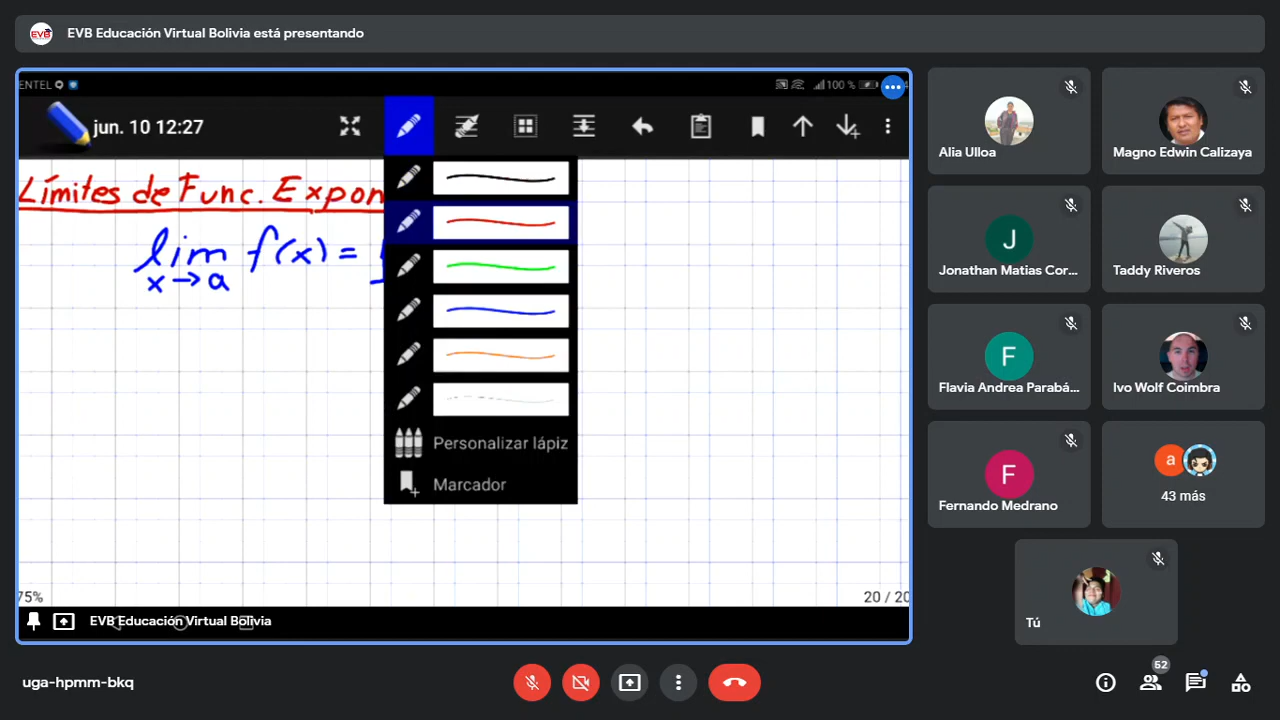 EVB Educación Virtual Bolivia está presentando
ENTEL
100 %
jun. 10 12:27
Límites de Func. Expon
lim f(x) =
x→a
Personalizar lápiz
Marcador
75%
20 / 20
EVB Educación Virtual Bolivia
Alia Ulloa
Magno Edwin Calizaya
J
Jonathan Matias Cor...
Taddy Riveros
F
Flavia Andrea Parabá...
Ivo Wolf Coimbra
F
Fernando Medrano
a
43 más
Tú
uga-hpmm-bkq
52